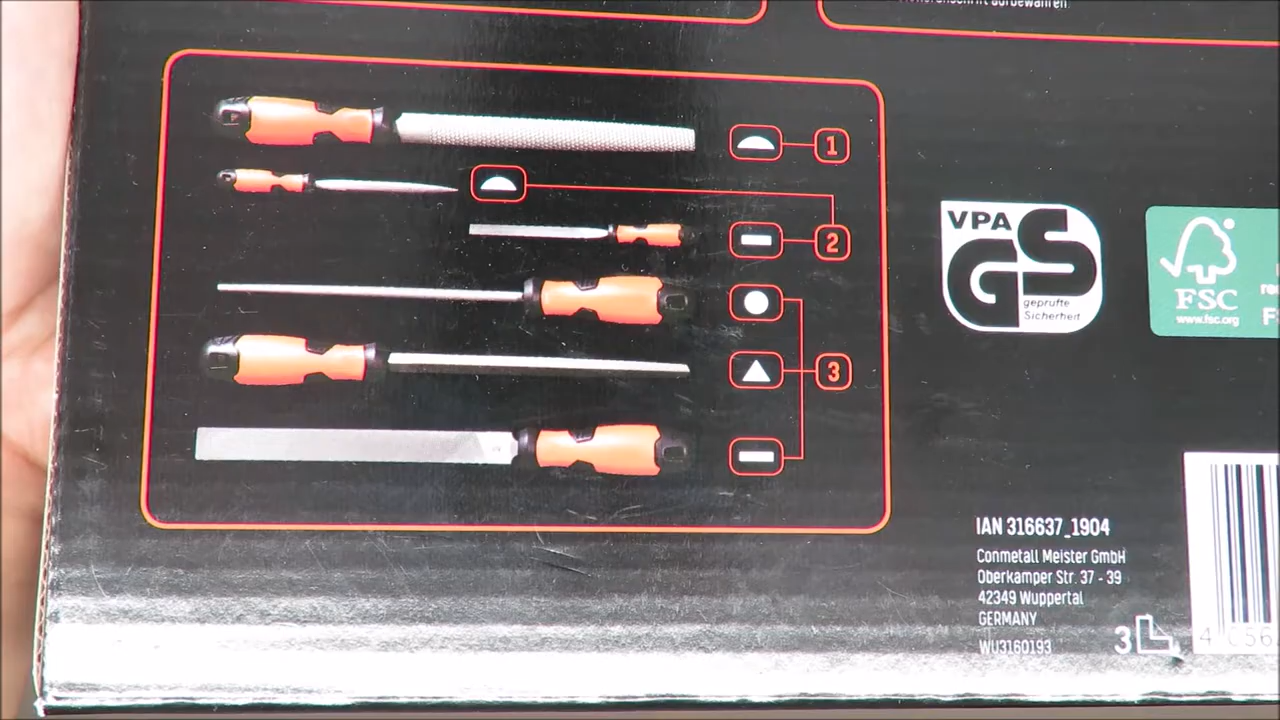 aufbewahren.
1
2
3
VPA
GS
geprüfte
Sicherheit
FSC
www.fsc.org
IAN 316637_1904
Conmetall Meister GmbH
Oberkamper Str. 37 - 39
42349 Wuppertal
GERMANY
WU3160193
3